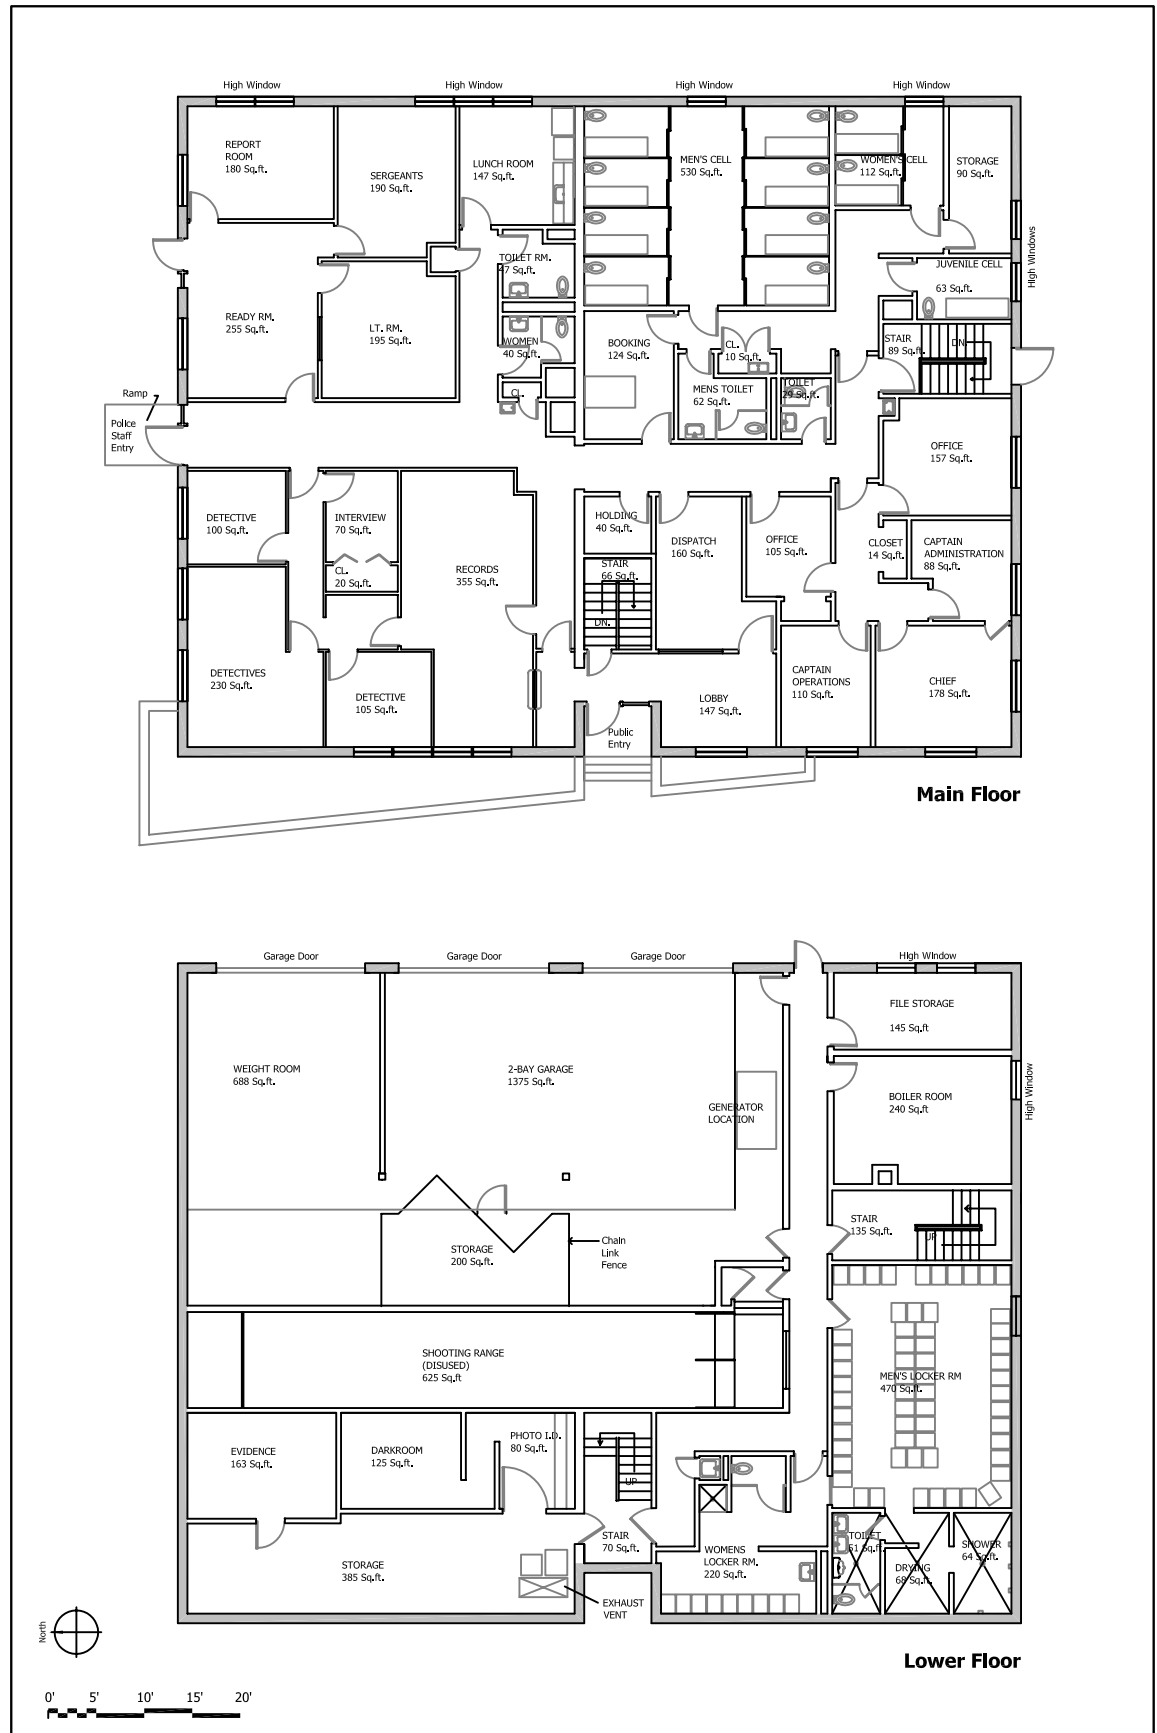 High Window
High Window
High Window
High Window
REPORT
ROOM
180 Sq.ft.
SERGEANTS
190 Sq.ft.
LUNCH ROOM
147 Sq.ft.
MEN'S CELL
530 Sq.ft.
WOMEN'S CELL
112 Sq.ft.
STORAGE
90 Sq.ft.
High Windows
TOILET RM.
47 Sq.ft.
JUVENILE CELL
63 Sq.ft.
READY RM.
255 Sq.ft.
LT. RM.
195 Sq.ft.
WOMEN
40 Sq.ft.
BOOKING
124 Sq.ft.
CL.
10 Sq.ft.
STAIR
89 Sq.ft.
DN.
Ramp
Police
Staff
Entry
CL.
MENS TOILET
62 Sq.ft.
TOILET
29 Sq.ft.
OFFICE
157 Sq.ft.
DETECTIVE
100 Sq.ft.
INTERVIEW
70 Sq.ft.
CL.
20 Sq.ft.
RECORDS
355 Sq.ft.
HOLDING
40 Sq.ft.
STAIR
66 Sq.ft.
DN.
DISPATCH
160 Sq.ft.
OFFICE
105 Sq.ft.
CLOSET
14 Sq.ft.
CAPTAIN
ADMINISTRATION
88 Sq.ft.
DETECTIVES
230 Sq.ft.
DETECTIVE
105 Sq.ft.
LOBBY
147 Sq.ft.
CAPTAIN
OPERATIONS
110 Sq.ft.
CHIEF
178 Sq.ft.
Public
Entry
Main Floor
Garage Door
Garage Door
Garage Door
High Window
FILE STORAGE
145 Sq.ft
WEIGHT ROOM
688 Sq.ft.
2-BAY GARAGE
1375 Sq.ft.
GENERATOR
LOCATION
BOILER ROOM
240 Sq.ft
High Window
STORAGE
200 Sq.ft.
Chain
Link
Fence
STAIR
135 Sq.ft.
UP
SHOOTING RANGE
(DISUSED)
625 Sq.ft
MEN'S LOCKER RM
470 Sq.ft.
EVIDENCE
163 Sq.ft.
DARKROOM
125 Sq.ft.
PHOTO I.D.
80 Sq.ft.
UP
STAIR
70 Sq.ft.
WOMENS
LOCKER RM.
220 Sq.ft.
TOILET
51 Sq.ft.
DRYING
68 Sq.ft.
SHOWER
64 Sq.ft.
STORAGE
385 Sq.ft.
EXHAUST
VENT
North
Lower Floor
0' 5' 10' 15' 20'